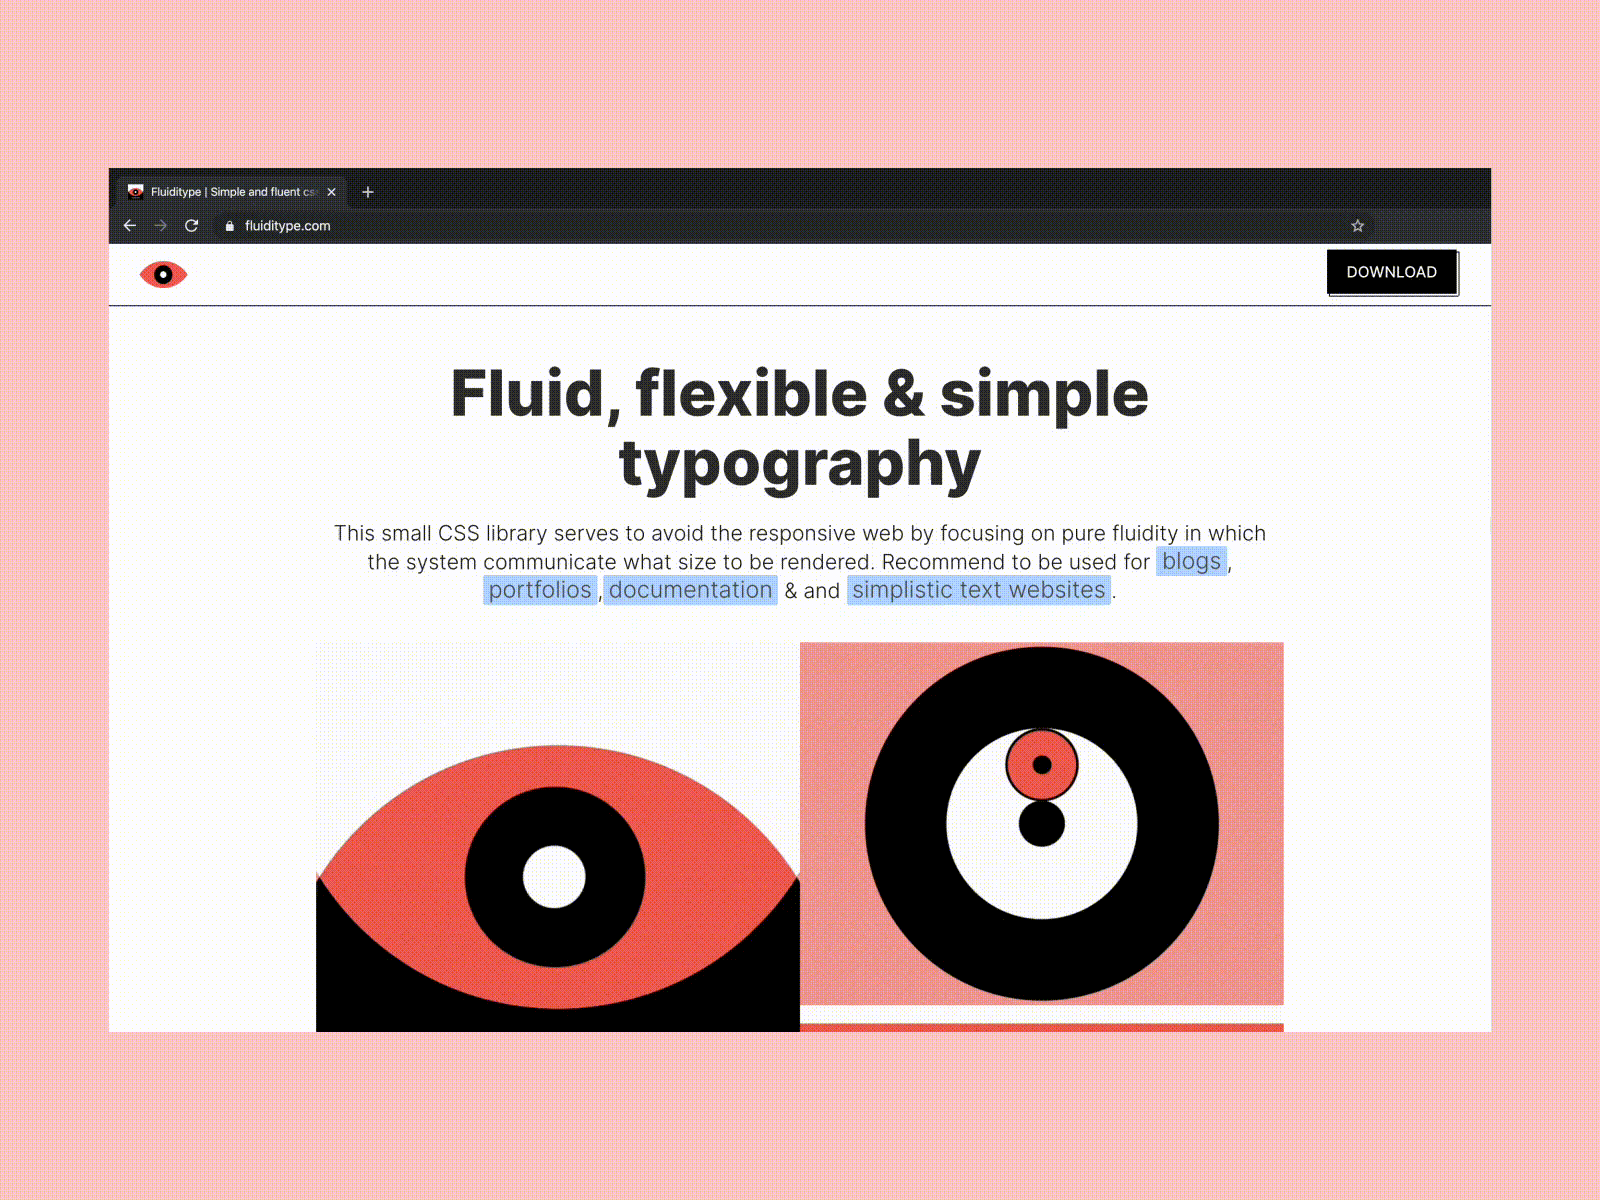 Fluiditype | Simple and fluent cs
fluiditype.com
DOWNLOAD
Fluid, flexible & simple
typography
This small CSS library serves to avoid the responsive web by focusing on pure fluidity in which
the system communicate what size to be rendered. Recommend to be used for blogs,
portfolios, documentation & and simplistic text websites.